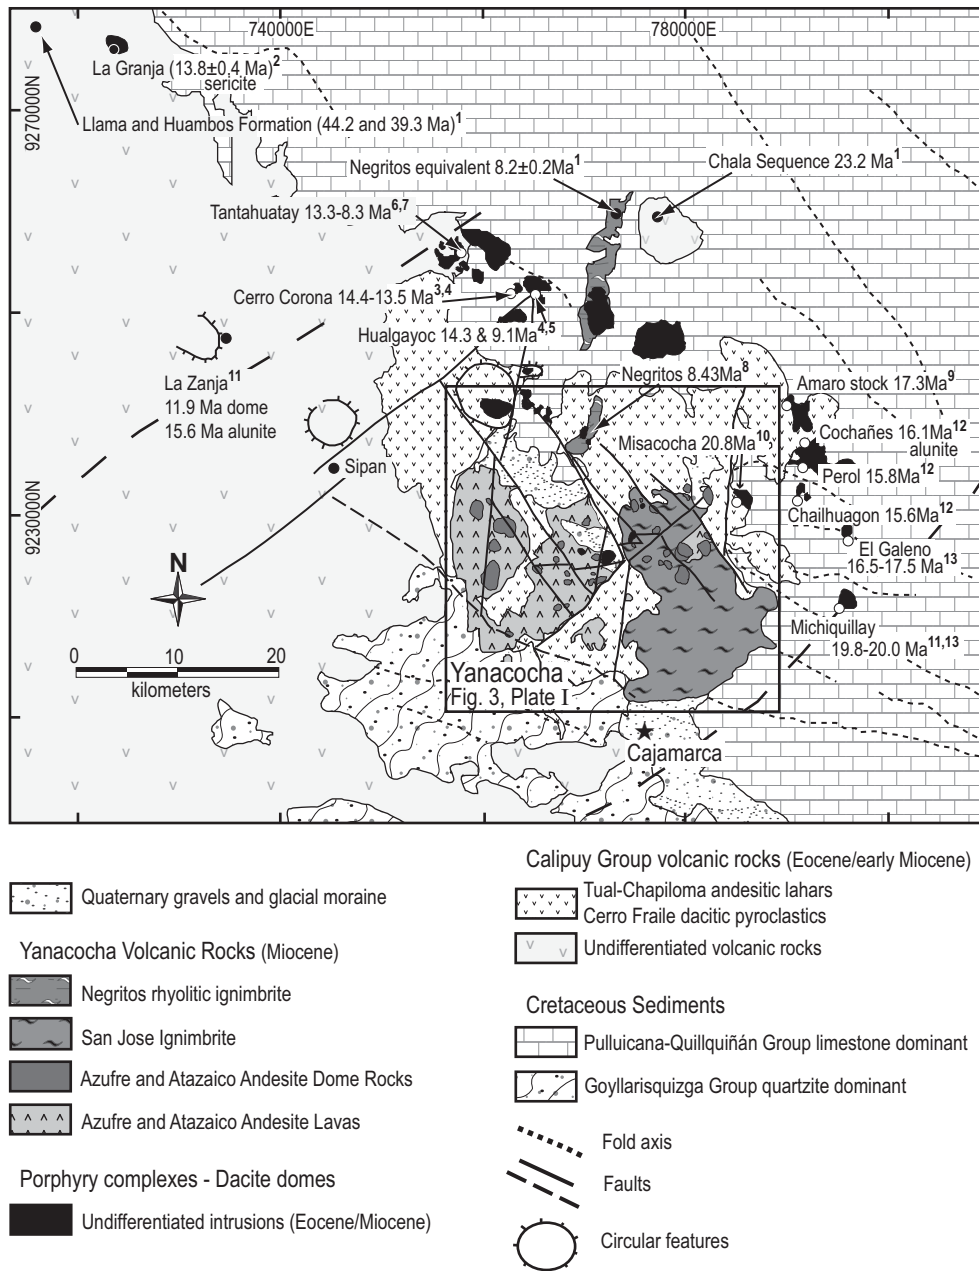 740000E
780000E
La Granja (13.8±0.4 Ma)2
sericite
9270000N
Llama and Huambos Formation (44.2 and 39.3 Ma)1
Negritos equivalent 8.2±0.2Ma1
Chala Sequence 23.2 Ma1
Tantahuatay 13.3-8.3 Ma6,7
Cerro Corona 14.4-13.5 Ma3,4
Hualgayoc 14.3 & 9.1Ma4,5
La Zanja11
11.9 Ma dome
15.6 Ma alunite
Negritos 8.43Ma8
Amaro stock 17.3Ma9
Misacocha 20.8Ma10
Cochañes 16.1Ma12
alunite
Perol 15.8Ma12
Sipan
Chailhuagon 15.6Ma12
9230000N
El Galeno
16.5-17.5 Ma13
N
Michiquillay
19.8-20.0 Ma11,13
0 10 20
kilometers
Yanacocha
Fig. 3, Plate I
Cajamarca
Quaternary gravels and glacial moraine
Yanacocha Volcanic Rocks (Miocene)
Negritos rhyolitic ignimbrite
San Jose Ignimbrite
Azufre and Atazaico Andesite Dome Rocks
Azufre and Atazaico Andesite Lavas
Porphyry complexes - Dacite domes
Undifferentiated intrusions (Eocene/Miocene)
Calipuy Group volcanic rocks (Eocene/early Miocene)
Tual-Chapiloma andesitic lahars
Cerro Fraile dacitic pyroclastics
Undifferentiated volcanic rocks
Cretaceous Sediments
Pulluicana-Quillquiñán Group limestone dominant
Goyllarisquizga Group quartzite dominant
Fold axis
Faults
Circular features